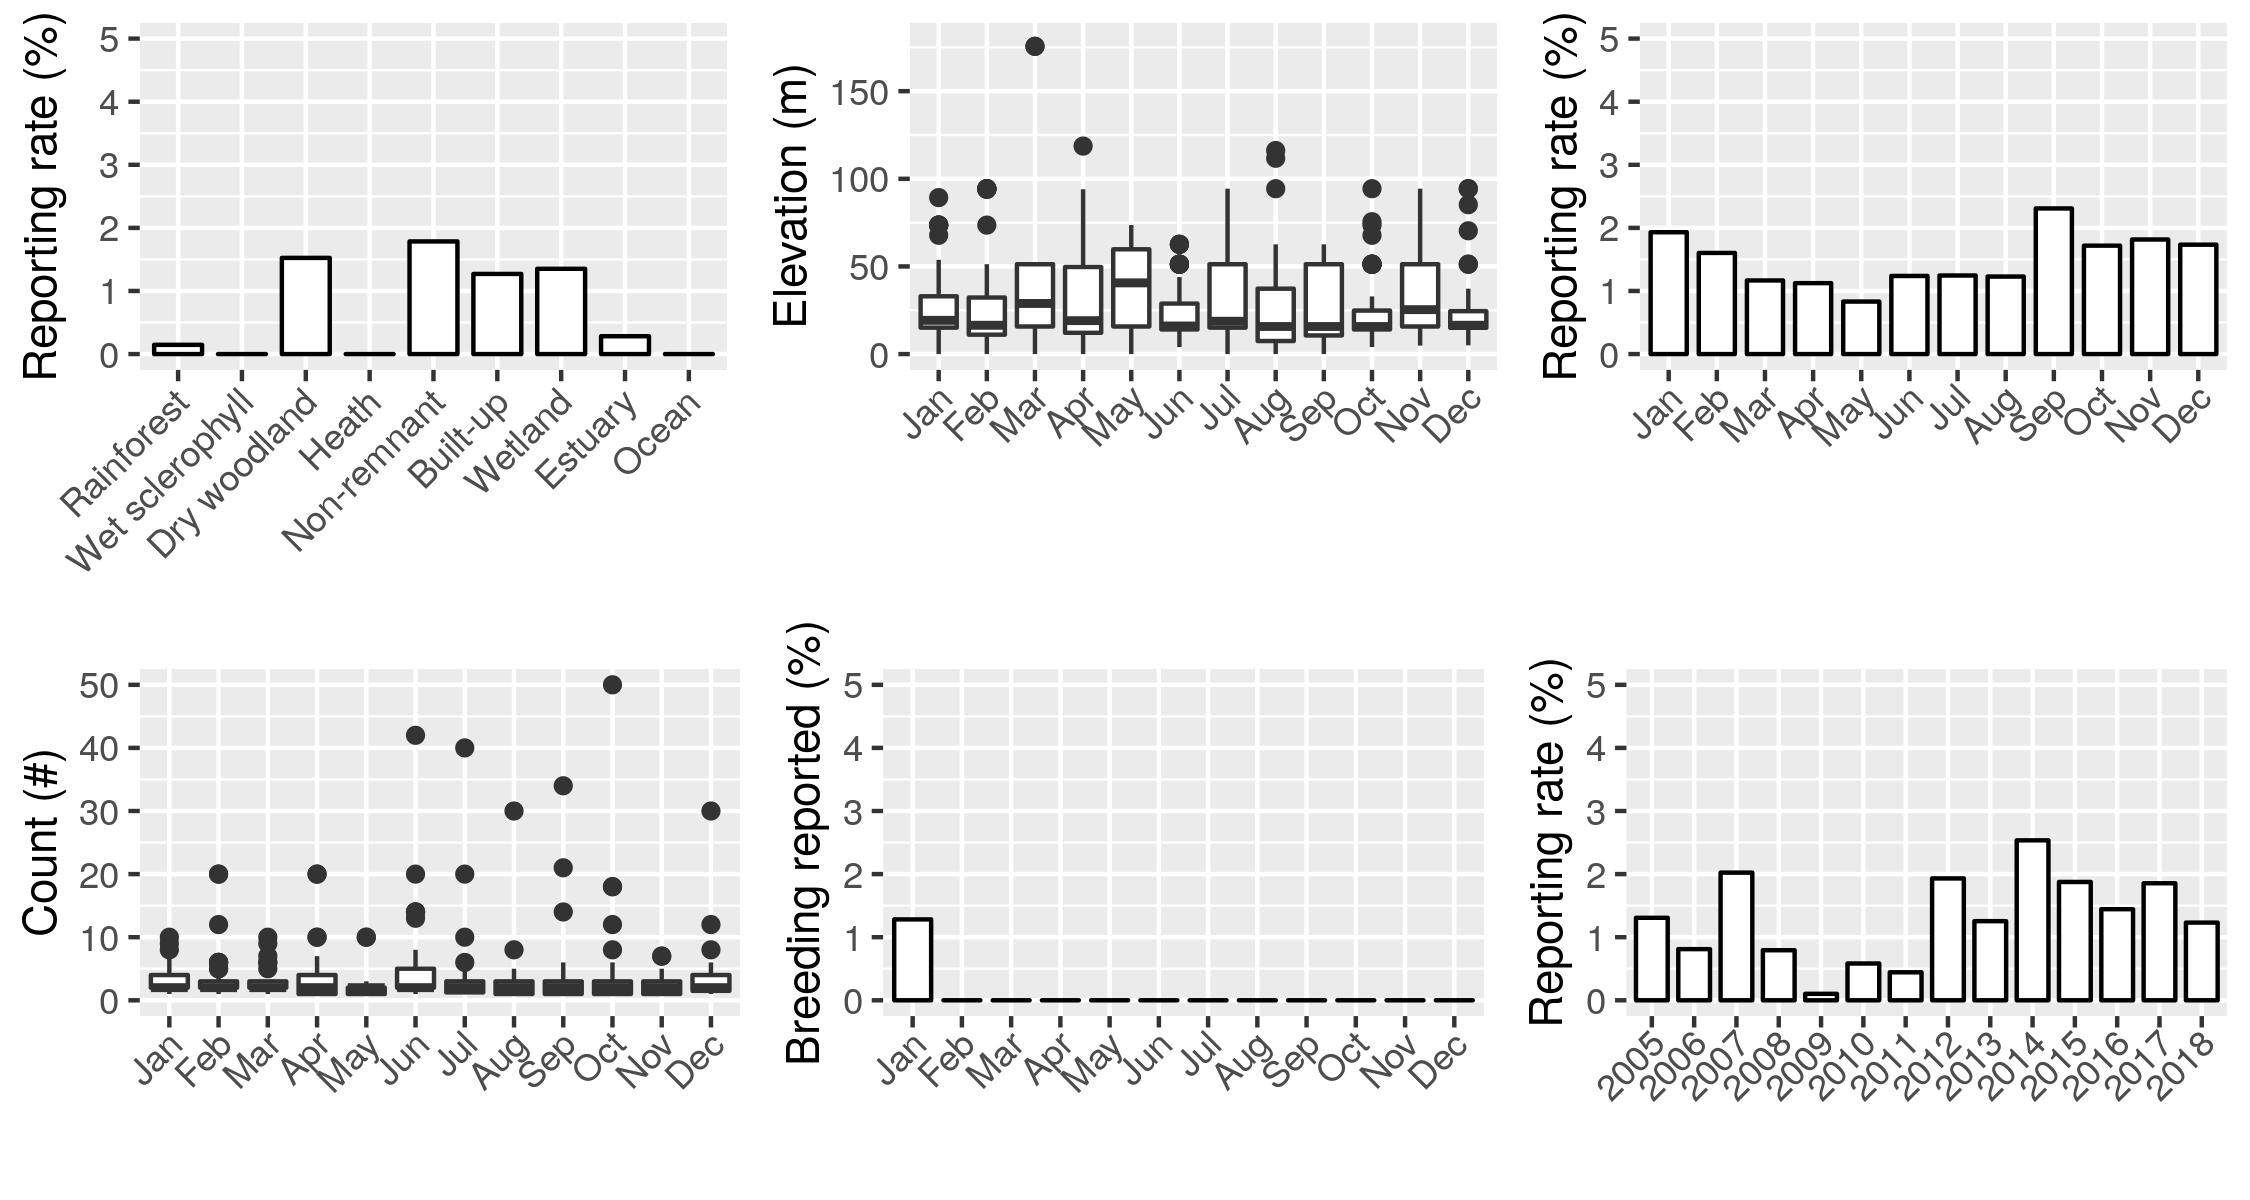 Reporting rate (%)
5
4
3
2
1
0
Rainforest
Wet sclerophyll
Dry woodland
Heath
Non-remnant
Built-up
Wetland
Estuary
Ocean
Elevation (m)
150
100
50
0
Jan
Feb
Mar
Apr
May
Jun
Jul
Aug
Sep
Oct
Nov
Dec
Reporting rate (%)
5
4
3
2
1
0
Jan
Feb
Mar
Apr
May
Jun
Jul
Aug
Sep
Oct
Nov
Dec
Count (#)
50
40
30
20
10
0
Jan
Feb
Mar
Apr
May
Jun
Jul
Aug
Sep
Oct
Nov
Dec
Breeding reported (%)
5
4
3
2
1
0
Jan
Feb
Mar
Apr
May
Jun
Jul
Aug
Sep
Oct
Nov
Dec
Reporting rate (%)
5
4
3
2
1
0
2005
2006
2007
2008
2009
2010
2011
2012
2013
2014
2015
2016
2017
2018